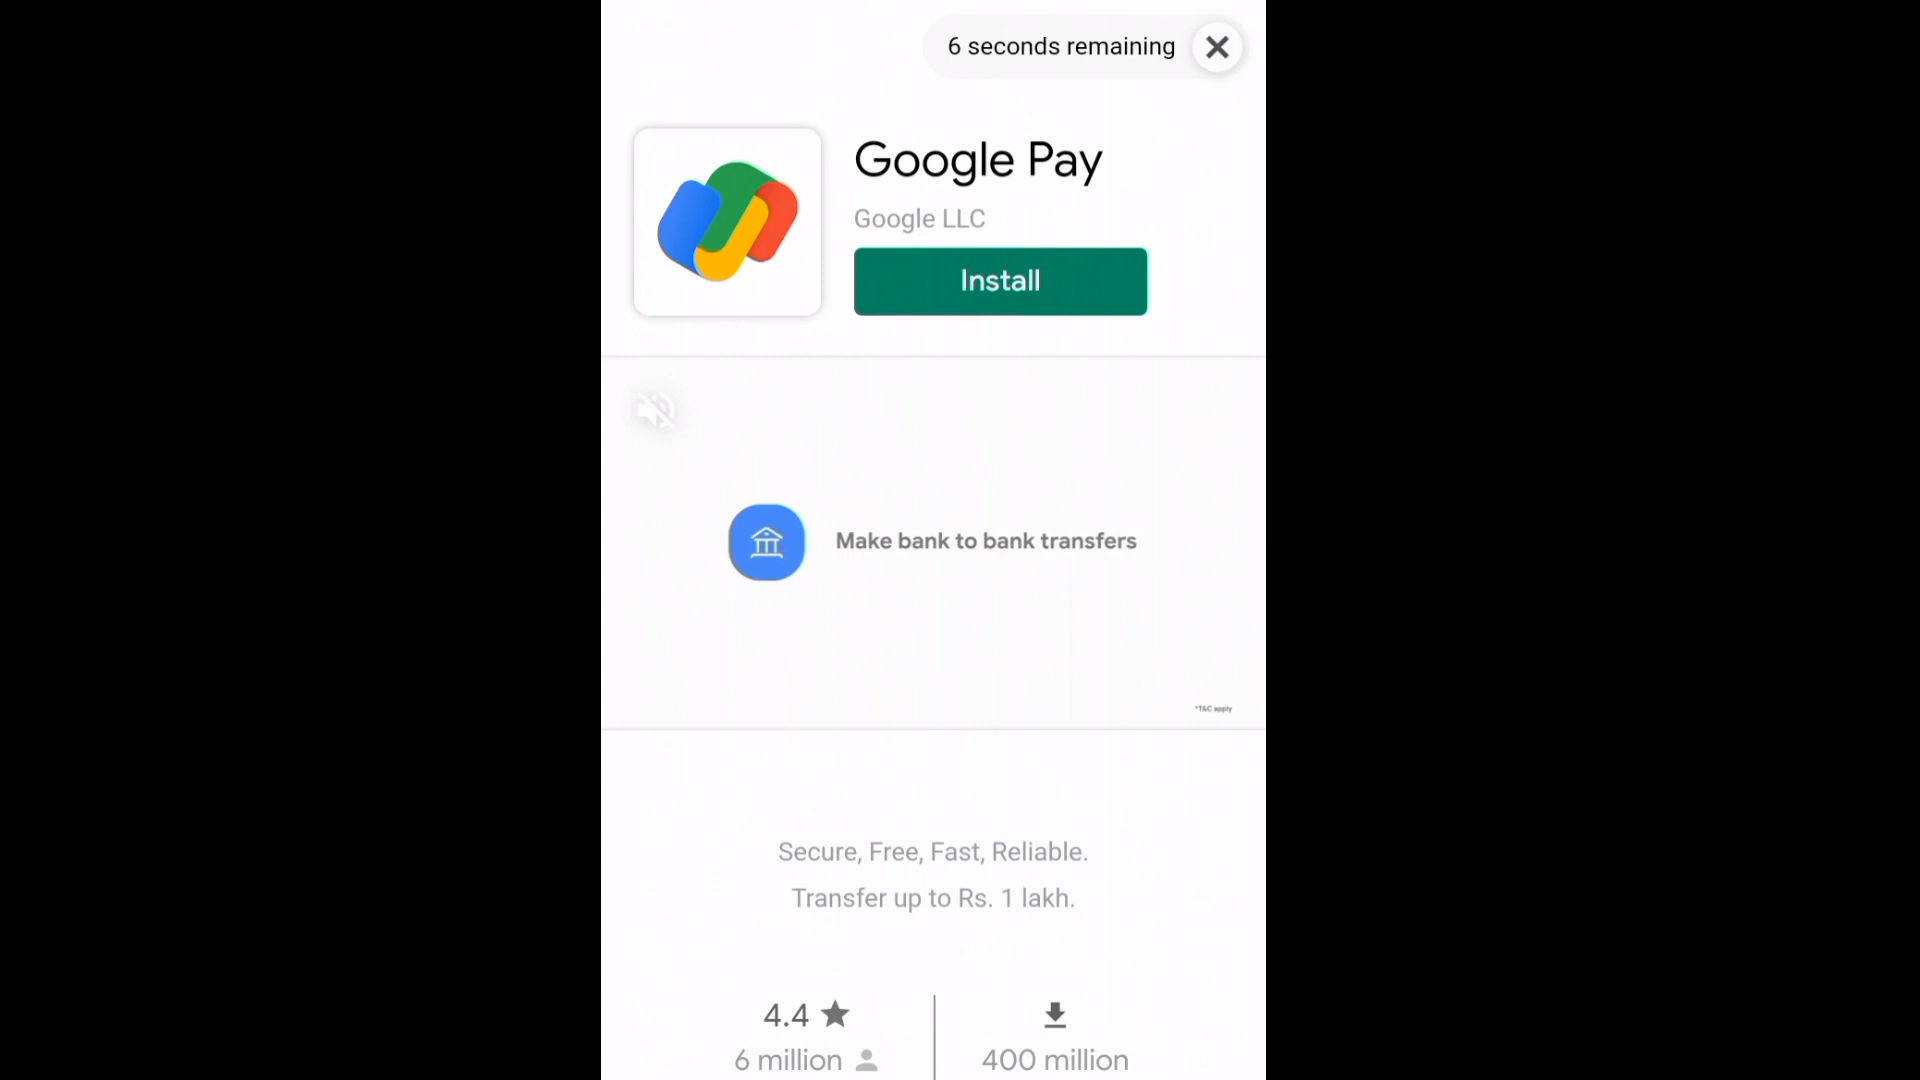 6 seconds remaining
Google Pay
Google LLC
Install
Make bank to bank transfers
*T&C apply
Secure, Free, Fast, Reliable.
Transfer up to Rs. 1 lakh.
4.4
6 million
400 million